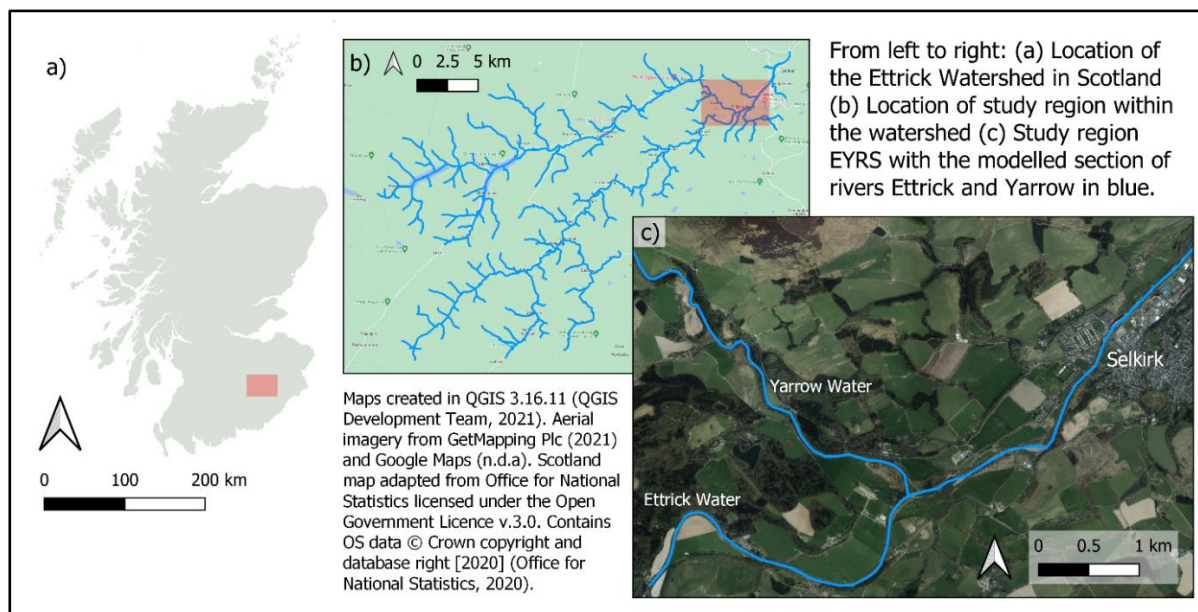 a)
0 100 200 km
b)
0 2.5 5 km
From left to right: (a) Location of
the Ettrick Watershed in Scotland
(b) Location of study region within
the watershed (c) Study region
EYRS with the modelled section of
rivers Ettrick and Yarrow in blue.
Maps created in QGIS 3.16.11 (QGIS
Development Team, 2021). Aerial
imagery from GetMapping Plc (2021)
and Google Maps (n.d.a). Scotland
map adapted from Office for National
Statistics licensed under the Open
Government Licence v.3.0. Contains
OS data © Crown copyright and
database right [2020] (Office for
National Statistics, 2020).
c)
Selkirk
Yarrow Water
Ettrick Water
0 0.5 1 km